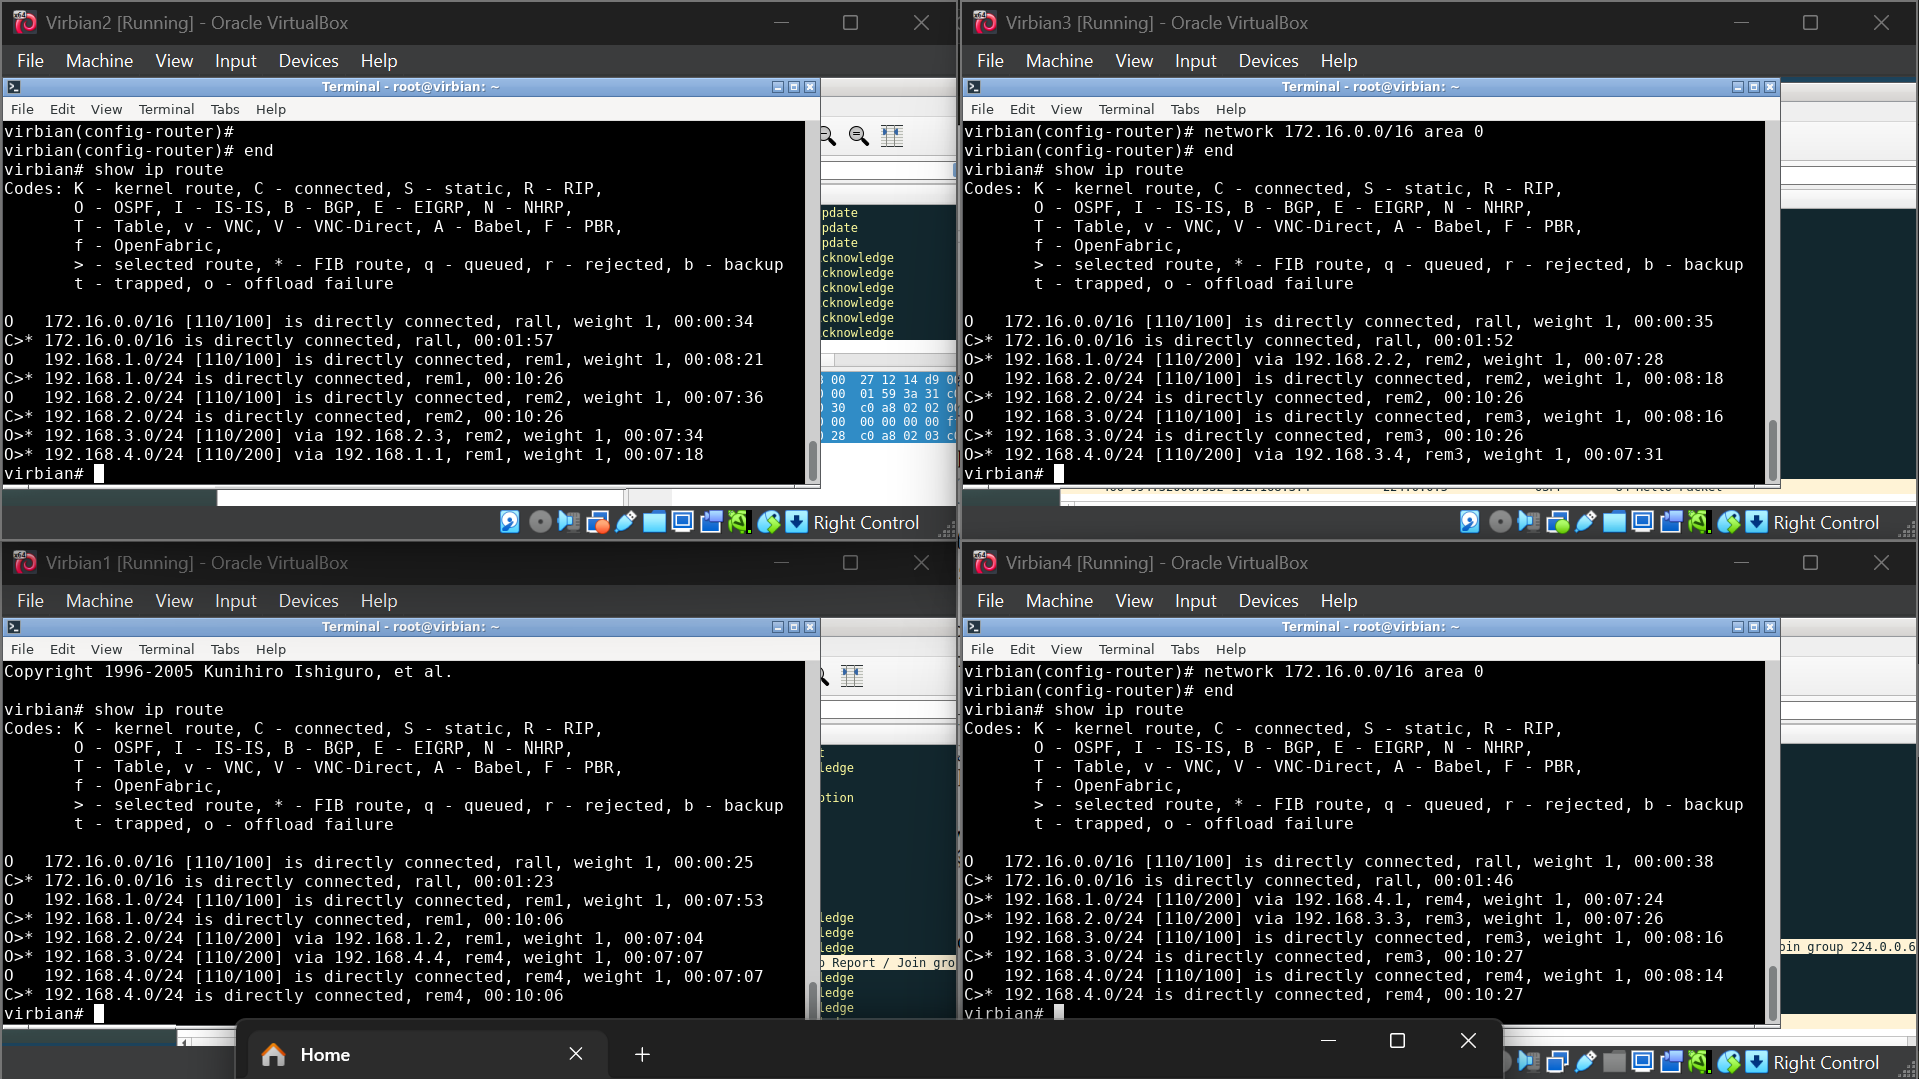 Virbian2 [Running] - Oracle VirtualBox
File Machine View Input Devices Help
Terminal - root@virbian: ~
File Edit View Terminal Tabs Help
virbian(config-router)#
virbian(config-router)# end
virbian# show ip route
Codes: K - kernel route, C - connected, S - static, R - RIP,
O - OSPF, I - IS-IS, B - BGP, E - EIGRP, N - NHRP,
T - Table, v - VNC, V - VNC-Direct, A - Babel, F - PBR,
f - OpenFabric,
> - selected route, * - FIB route, q - queued, r - rejected, b - backup
t - trapped, o - offload failure
O 172.16.0.0/16 [110/100] is directly connected, rall, weight 1, 00:00:34
C>* 172.16.0.0/16 is directly connected, rall, 00:01:57
O 192.168.1.0/24 [110/100] is directly connected, rem1, weight 1, 00:08:21
C>* 192.168.1.0/24 is directly connected, rem1, 00:10:26
O 192.168.2.0/24 [110/100] is directly connected, rem2, weight 1, 00:07:36
C>* 192.168.2.0/24 is directly connected, rem2, 00:10:26
O>* 192.168.3.0/24 [110/200] via 192.168.2.3, rem2, weight 1, 00:07:34
O>* 192.168.4.0/24 [110/200] via 192.168.1.1, rem1, weight 1, 00:07:18
virbian#
pdate
pdate
pdate
cknowledge
cknowledge
cknowledge
cknowledge
cknowledge
cknowledge
00 27 12 14 d9
00 01 59 3a 31
30 c0 a8 02 02
00 00 00 00 00
28 c0 a8 02 03
Right Control
Virbian3 [Running] - Oracle VirtualBox
File Machine View Input Devices Help
Terminal - root@virbian: ~
File Edit View Terminal Tabs Help
virbian(config-router)# network 172.16.0.0/16 area 0
virbian(config-router)# end
virbian# show ip route
Codes: K - kernel route, C - connected, S - static, R - RIP,
O - OSPF, I - IS-IS, B - BGP, E - EIGRP, N - NHRP,
T - Table, v - VNC, V - VNC-Direct, A - Babel, F - PBR,
f - OpenFabric,
> - selected route, * - FIB route, q - queued, r - rejected, b - backup
t - trapped, o - offload failure
O 172.16.0.0/16 [110/100] is directly connected, rall, weight 1, 00:00:35
C>* 172.16.0.0/16 is directly connected, rall, 00:01:52
O>* 192.168.1.0/24 [110/200] via 192.168.2.2, rem2, weight 1, 00:07:28
O 192.168.2.0/24 [110/100] is directly connected, rem2, weight 1, 00:08:18
C>* 192.168.2.0/24 is directly connected, rem2, 00:10:26
O 192.168.3.0/24 [110/100] is directly connected, rem3, weight 1, 00:08:16
C>* 192.168.3.0/24 is directly connected, rem3, 00:10:26
O>* 192.168.4.0/24 [110/200] via 192.168.3.4, rem3, weight 1, 00:07:31
virbian#
Right Control
Virbian1 [Running] - Oracle VirtualBox
File Machine View Input Devices Help
Terminal - root@virbian: ~
File Edit View Terminal Tabs Help
Copyright 1996-2005 Kunihiro Ishiguro, et al.
virbian# show ip route
Codes: K - kernel route, C - connected, S - static, R - RIP,
O - OSPF, I - IS-IS, B - BGP, E - EIGRP, N - NHRP,
T - Table, v - VNC, V - VNC-Direct, A - Babel, F - PBR,
f - OpenFabric,
> - selected route, * - FIB route, q - queued, r - rejected, b - backup
t - trapped, o - offload failure
O 172.16.0.0/16 [110/100] is directly connected, rall, weight 1, 00:00:25
C>* 172.16.0.0/16 is directly connected, rall, 00:01:23
O 192.168.1.0/24 [110/100] is directly connected, rem1, weight 1, 00:07:53
C>* 192.168.1.0/24 is directly connected, rem1, 00:10:06
O>* 192.168.2.0/24 [110/200] via 192.168.1.2, rem1, weight 1, 00:07:04
O>* 192.168.3.0/24 [110/200] via 192.168.4.4, rem4, weight 1, 00:07:07
O 192.168.4.0/24 [110/100] is directly connected, rem4, weight 1, 00:07:07
C>* 192.168.4.0/24 is directly connected, rem4, 00:10:06
virbian#
t
ledge
ption
ledge
ledge
ledge
Report / Join gro
ledge
ledge
ledge
Virbian4 [Running] - Oracle VirtualBox
File Machine View Input Devices Help
Terminal - root@virbian: ~
File Edit View Terminal Tabs Help
virbian(config-router)# network 172.16.0.0/16 area 0
virbian(config-router)# end
virbian# show ip route
Codes: K - kernel route, C - connected, S - static, R - RIP,
O - OSPF, I - IS-IS, B - BGP, E - EIGRP, N - NHRP,
T - Table, v - VNC, V - VNC-Direct, A - Babel, F - PBR,
f - OpenFabric,
> - selected route, * - FIB route, q - queued, r - rejected, b - backup
t - trapped, o - offload failure
O 172.16.0.0/16 [110/100] is directly connected, rall, weight 1, 00:00:38
C>* 172.16.0.0/16 is directly connected, rall, 00:01:46
O>* 192.168.1.0/24 [110/200] via 192.168.4.1, rem4, weight 1, 00:07:24
O>* 192.168.2.0/24 [110/200] via 192.168.3.3, rem3, weight 1, 00:07:26
O 192.168.3.0/24 [110/100] is directly connected, rem3, weight 1, 00:08:16
C>* 192.168.3.0/24 is directly connected, rem3, 00:10:27
O 192.168.4.0/24 [110/100] is directly connected, rem4, weight 1, 00:08:14
C>* 192.168.4.0/24 is directly connected, rem4, 00:10:27
virbian#
oin group 224.0.0.6
Right Control
Home